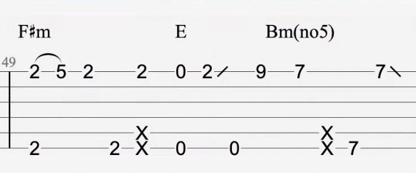 F♯m E Bm(no5)
49 2 5 2 2 0 2 9 7 7
X X
2 2 X 0 0 X 7